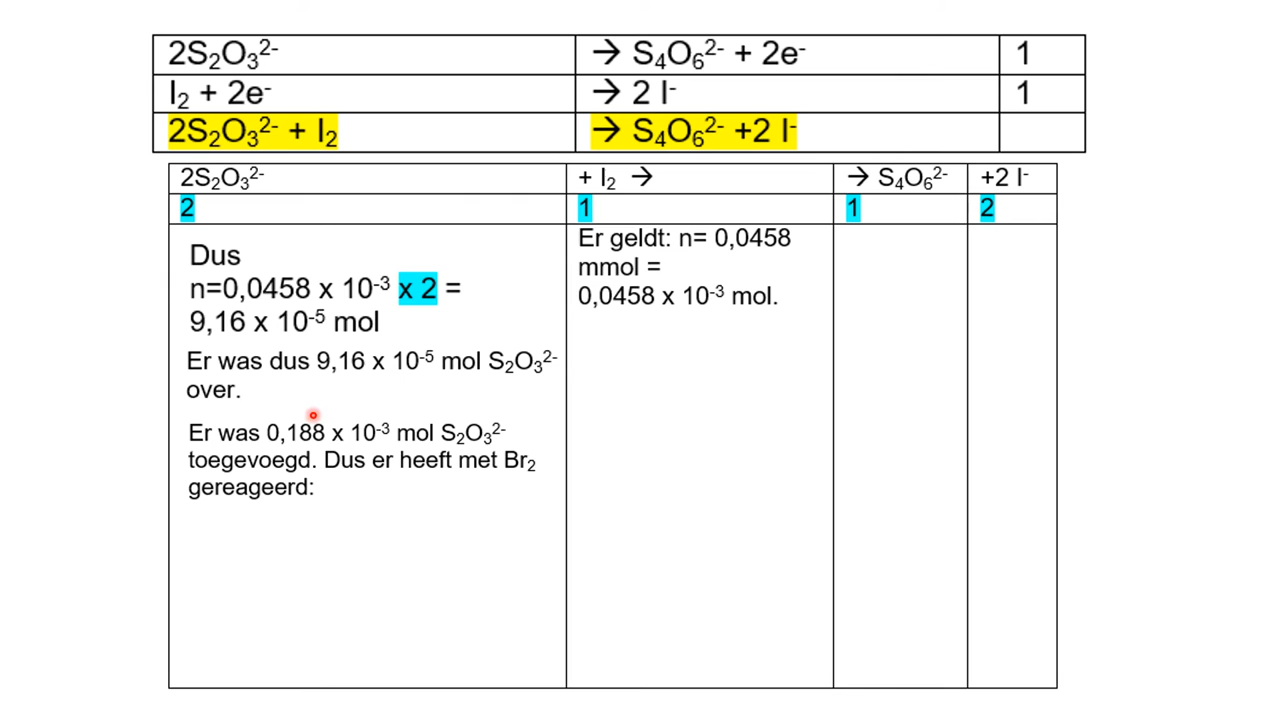 2S₂O₃²⁻ → S₄O₆²⁻ + 2e⁻ 1
I₂ + 2e⁻ → 2 I⁻ 1
2S₂O₃²⁻ + I₂ → S₄O₆²⁻ +2 I⁻
2S₂O₃²⁻ + I₂ → → S₄O₆²⁻ +2 I⁻
2 1 1 2
Dus
n=0,0458 x 10⁻³ x 2 =
9,16 x 10⁻⁵ mol
Er was dus 9,16 x 10⁻⁵ mol S₂O₃²⁻
over.
Er was 0,188 x 10⁻³ mol S₂O₃²⁻
toegevoegd. Dus er heeft met Br₂
gereageerd:
Er geldt: n= 0,0458
mmol =
0,0458 x 10⁻³ mol.